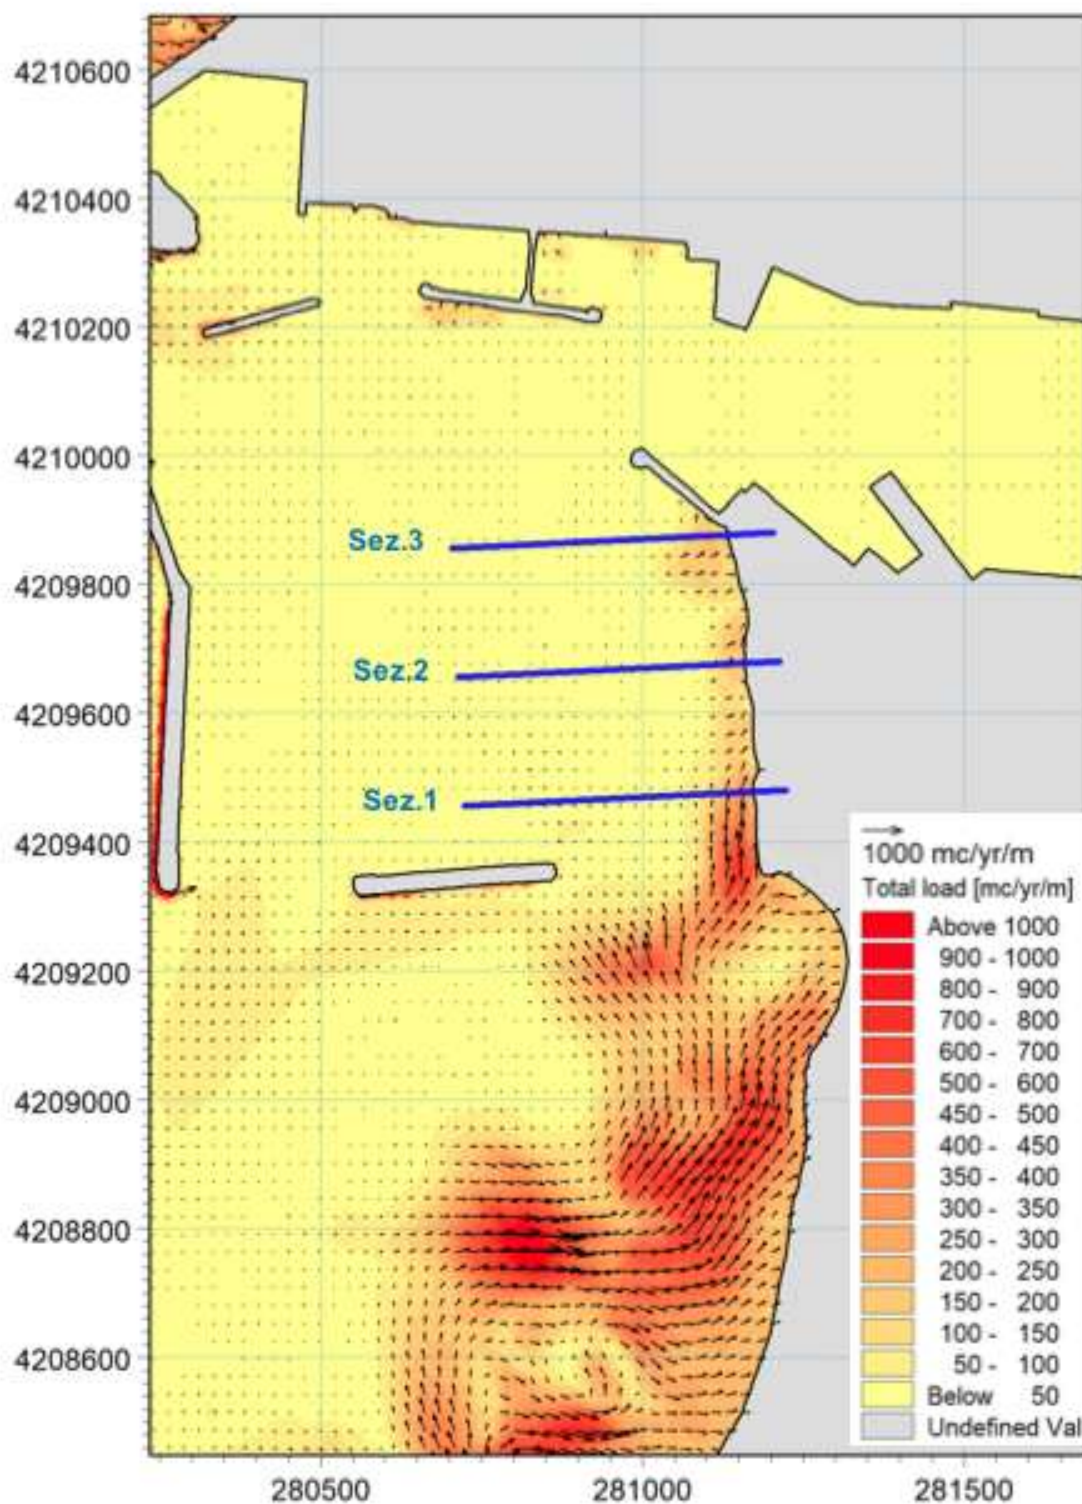 4210600
4210400
4210200
4210000
Sez.3
4209800
Sez.2
4209600
Sez.1
4209400
4209200
4209000
4208800
4208600
280500
281000
281500
1000 mc/yr/m
Total load [mc/yr/m]
Above 1000
900 - 1000
800 - 900
700 - 800
600 - 700
500 - 600
450 - 500
400 - 450
350 - 400
300 - 350
250 - 300
200 - 250
150 - 200
100 - 150
50 - 100
Below 50
Undefined Val